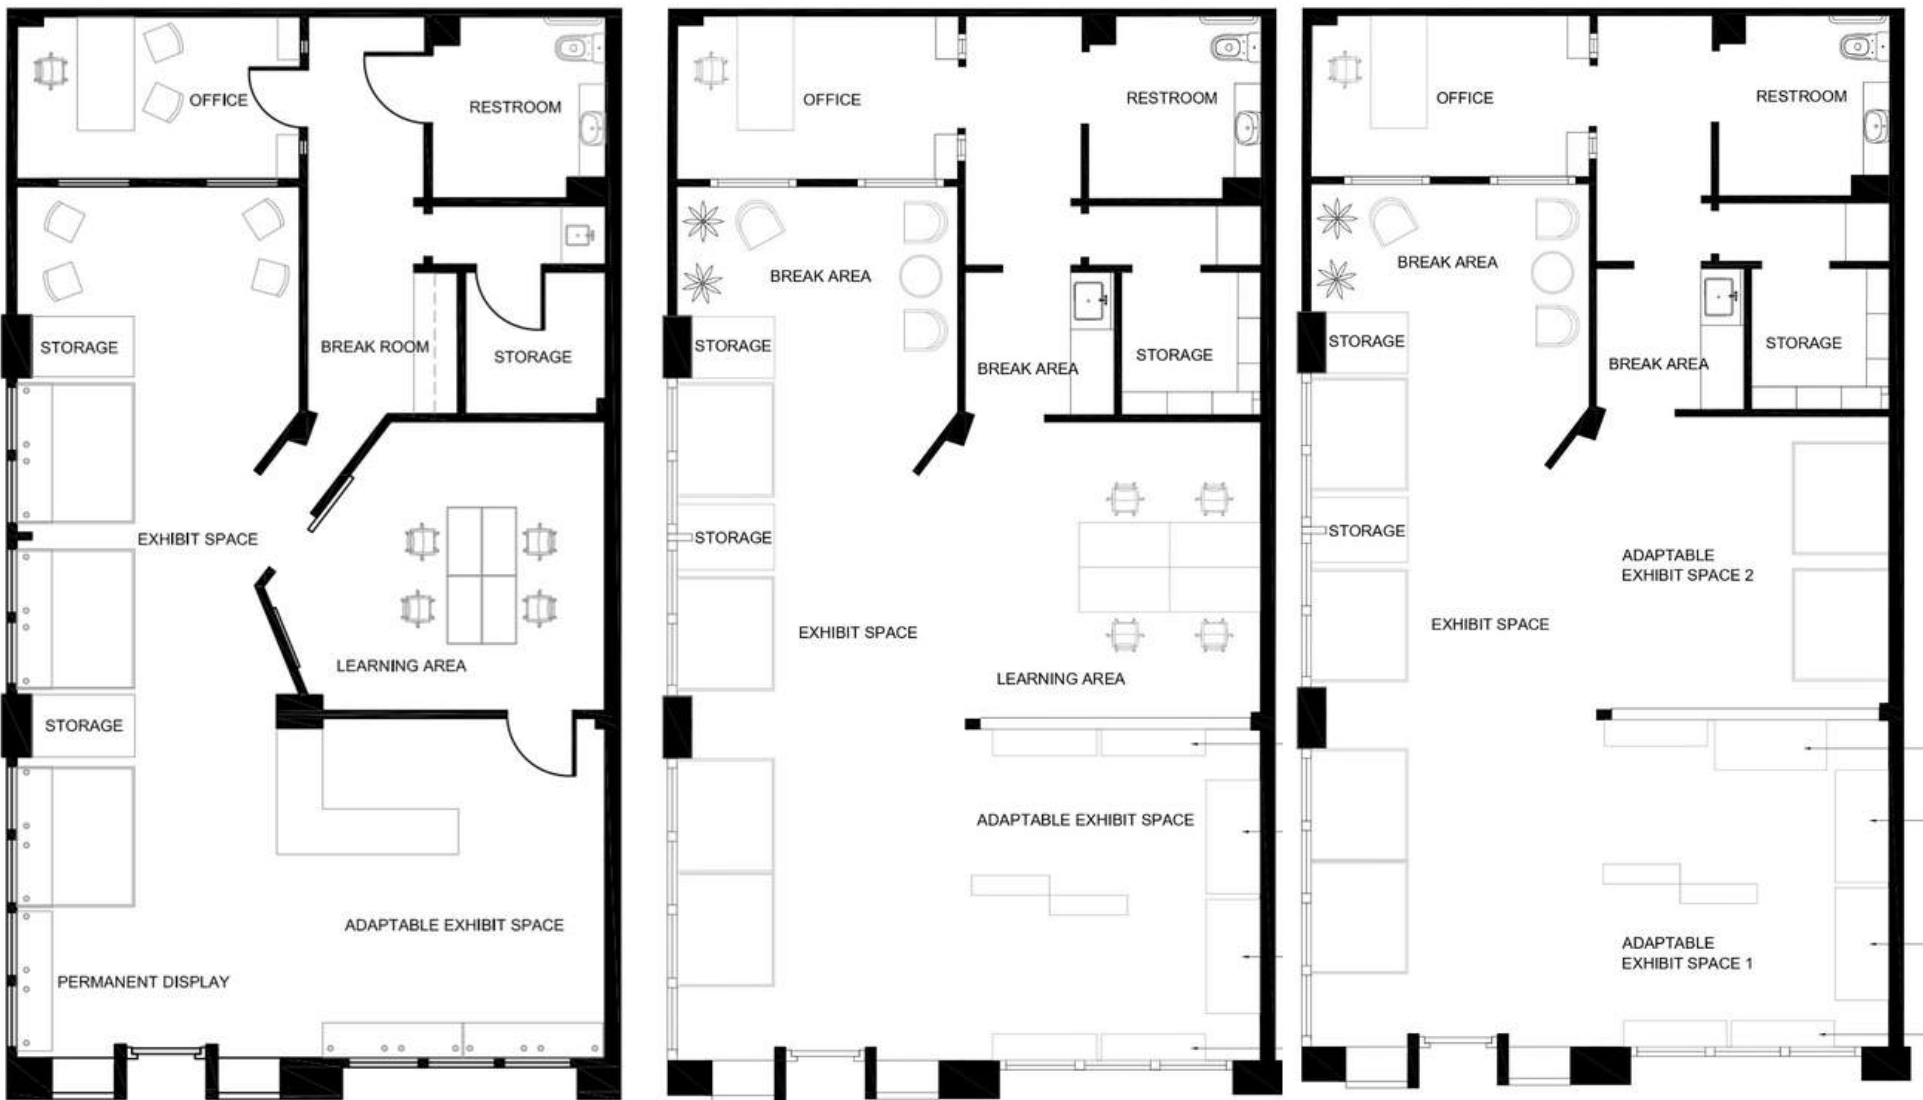 OFFICE
RESTROOM
STORAGE
BREAK ROOM
STORAGE
EXHIBIT SPACE
LEARNING AREA
STORAGE
ADAPTABLE EXHIBIT SPACE
PERMANENT DISPLAY
OFFICE
RESTROOM
BREAK AREA
STORAGE
BREAK AREA
STORAGE
STORAGE
EXHIBIT SPACE
LEARNING AREA
ADAPTABLE EXHIBIT SPACE
OFFICE
RESTROOM
BREAK AREA
STORAGE
BREAK AREA
STORAGE
STORAGE
ADAPTABLE
EXHIBIT SPACE 2
EXHIBIT SPACE
ADAPTABLE
EXHIBIT SPACE 1